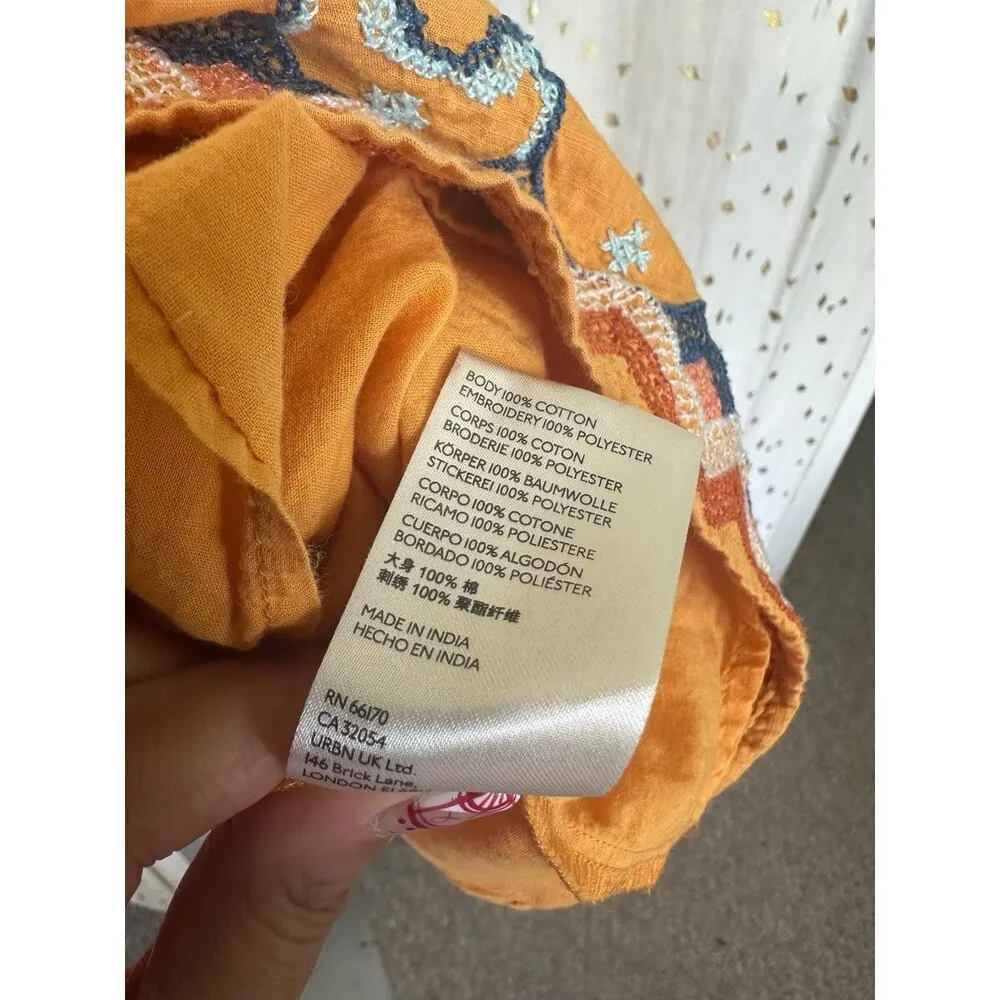 BODY 100% COTTON
EMBROIDERY 100% POLYESTER
CORPS 100% COTON
BRODERIE 100% POLYESTER
KÖRPER 100% BAUMWOLLE
STICKEREI 100% POLYESTER
CORPO 100% COTONE
RICAMO 100% POLIESTERE
CUERPO 100% ALGODÓN
BORDADO 100% POLIÉSTER
大身 100% 棉
刺绣 100% 聚酯纤维
MADE IN INDIA
HECHO EN INDIA
RN 66170
CA 32054
URBN UK Ltd.
146 Brick Lane,
LONDON